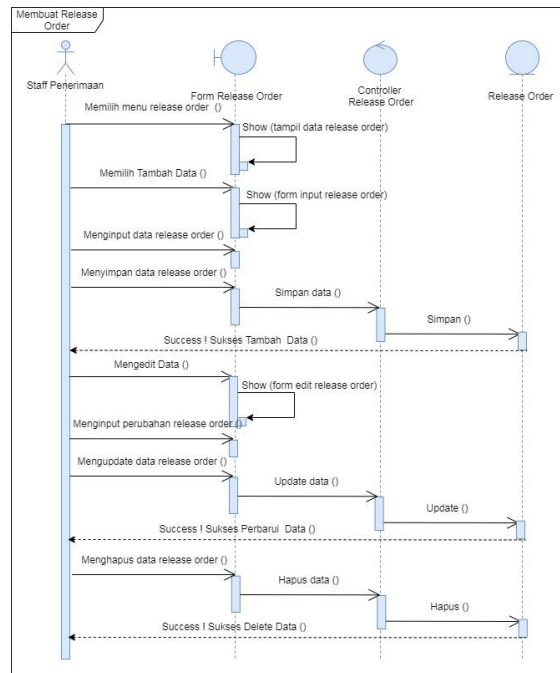 Membuat Release
Order
Staff Penerimaan
Form Release Order
Controller
Release Order
Release Order
Memilih menu release order ()
Show (tampil data release order)
Memilih Tambah Data ()
Show (form input release order)
Menginput data release order ()
Menyimpan data release order ()
Simpan data ()
Simpan ()
Success ! Sukses Tambah Data ()
Mengedit Data ()
Show (form edit release order)
Menginput perubahan release order ()
Mengupdate data release order ()
Update data ()
Update ()
Success ! Sukses Perbarui Data ()
Menghapus data release order ()
Hapus data ()
Hapus ()
Success ! Sukses Delete Data ()